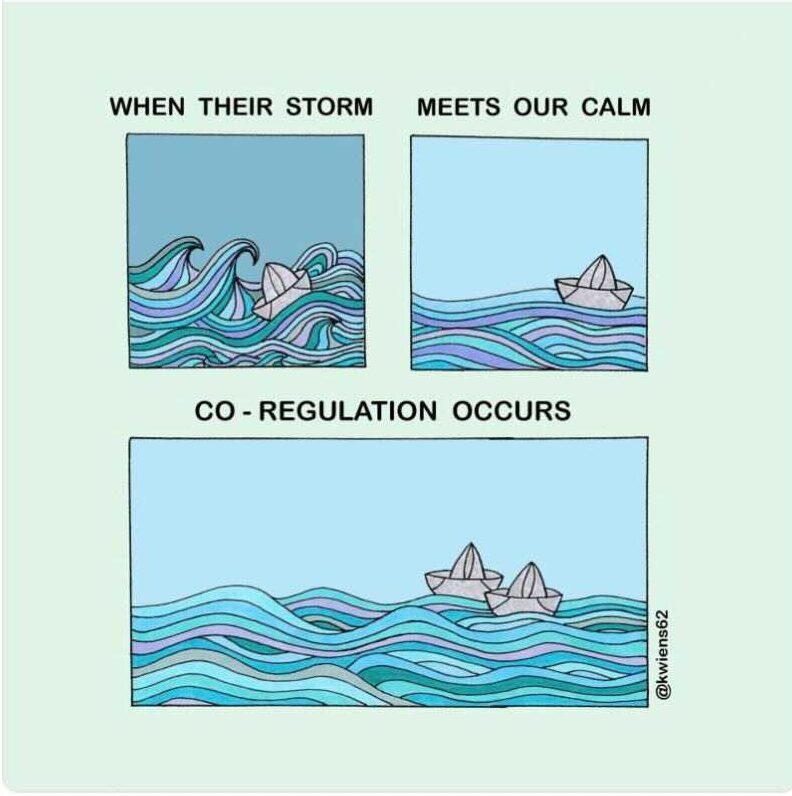 WHEN THEIR STORM
MEETS OUR CALM
CO - REGULATION OCCURS
@kwiens62